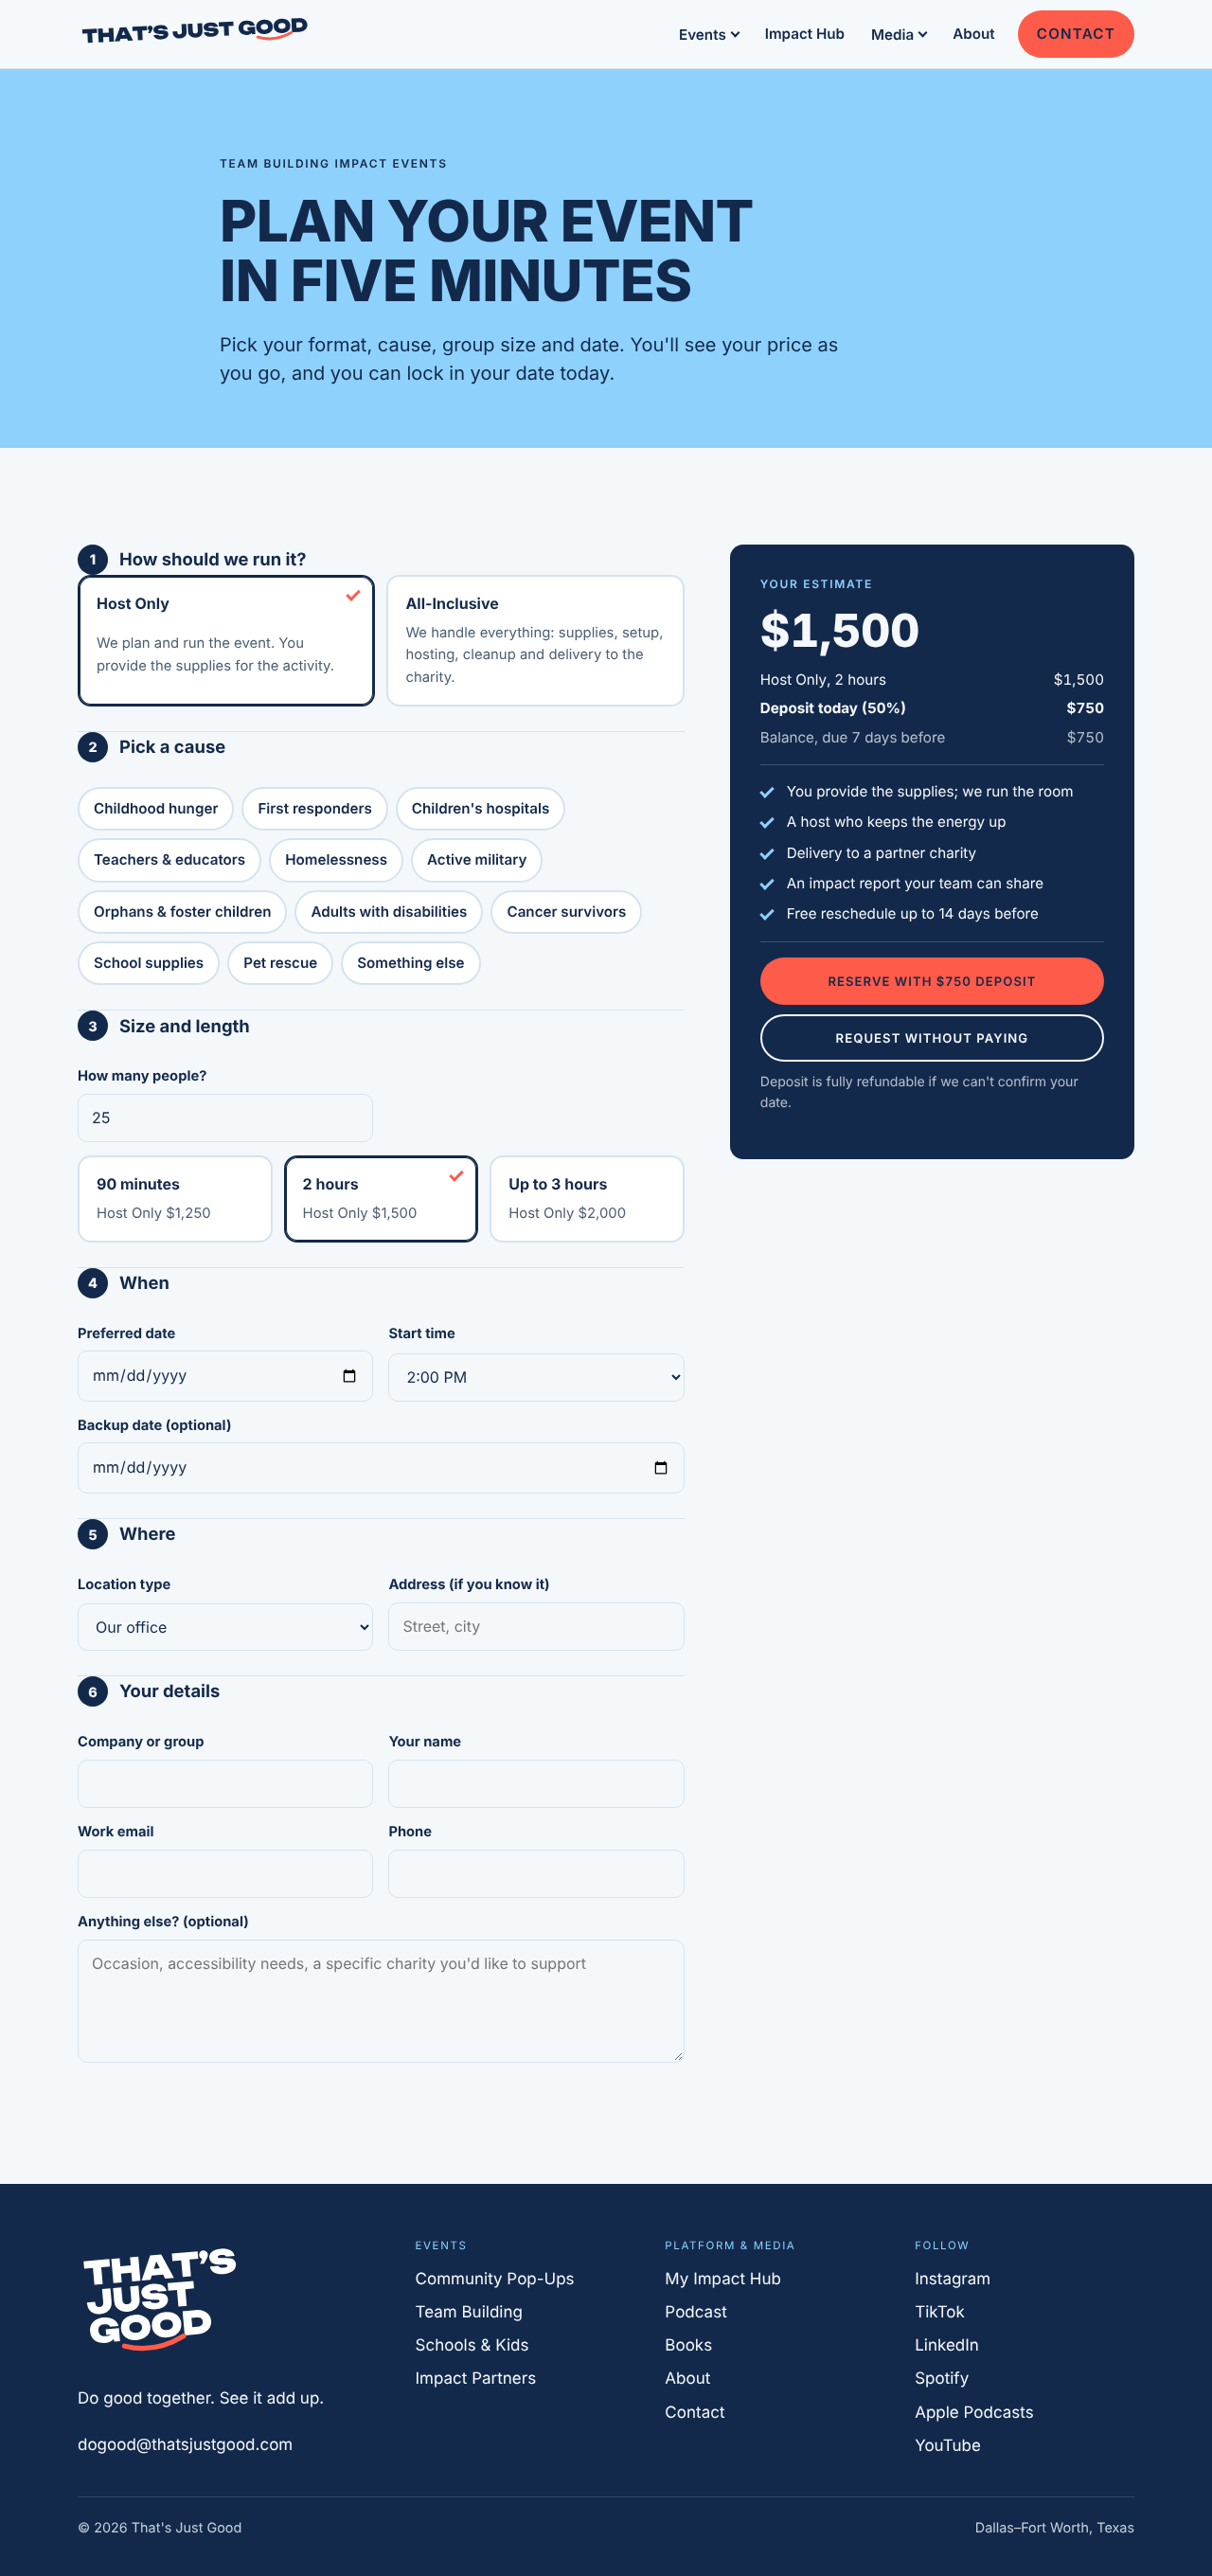 THAT'S JUST GOOD
Events
Impact Hub
Media
About
CONTACT
TEAM BUILDING IMPACT EVENTS
PLAN YOUR EVENT
IN FIVE MINUTES
Pick your format, cause, group size and date. You'll see your price as
you go, and you can lock in your date today.
1 How should we run it?
Host Only
We plan and run the event. You
provide the supplies for the activity.
All-Inclusive
We handle everything: supplies, setup,
hosting, cleanup and delivery to the
charity.
2 Pick a cause
Childhood hunger
First responders
Children's hospitals
Teachers & educators
Homelessness
Active military
Orphans & foster children
Adults with disabilities
Cancer survivors
School supplies
Pet rescue
Something else
3 Size and length
How many people?
25
90 minutes
Host Only $1,250
2 hours
Host Only $1,500
Up to 3 hours
Host Only $2,000
4 When
Preferred date
mm/dd/yyyy
Start time
2:00 PM
Backup date (optional)
mm/dd/yyyy
5 Where
Location type
Our office
Address (if you know it)
Street, city
6 Your details
Company or group
Your name
Work email
Phone
Anything else? (optional)
Occasion, accessibility needs, a specific charity you'd like to support
YOUR ESTIMATE
$1,500
Host Only, 2 hours $1,500
Deposit today (50%) $750
Balance, due 7 days before $750
You provide the supplies; we run the room
A host who keeps the energy up
Delivery to a partner charity
An impact report your team can share
Free reschedule up to 14 days before
RESERVE WITH $750 DEPOSIT
REQUEST WITHOUT PAYING
Deposit is fully refundable if we can't confirm your
date.
THAT'S
JUST
GOOD
Do good together. See it add up.
dogood@thatsjustgood.com
EVENTS
Community Pop-Ups
Team Building
Schools & Kids
Impact Partners
PLATFORM & MEDIA
My Impact Hub
Podcast
Books
About
Contact
FOLLOW
Instagram
TikTok
LinkedIn
Spotify
Apple Podcasts
YouTube
© 2026 That's Just Good
Dallas–Fort Worth, Texas